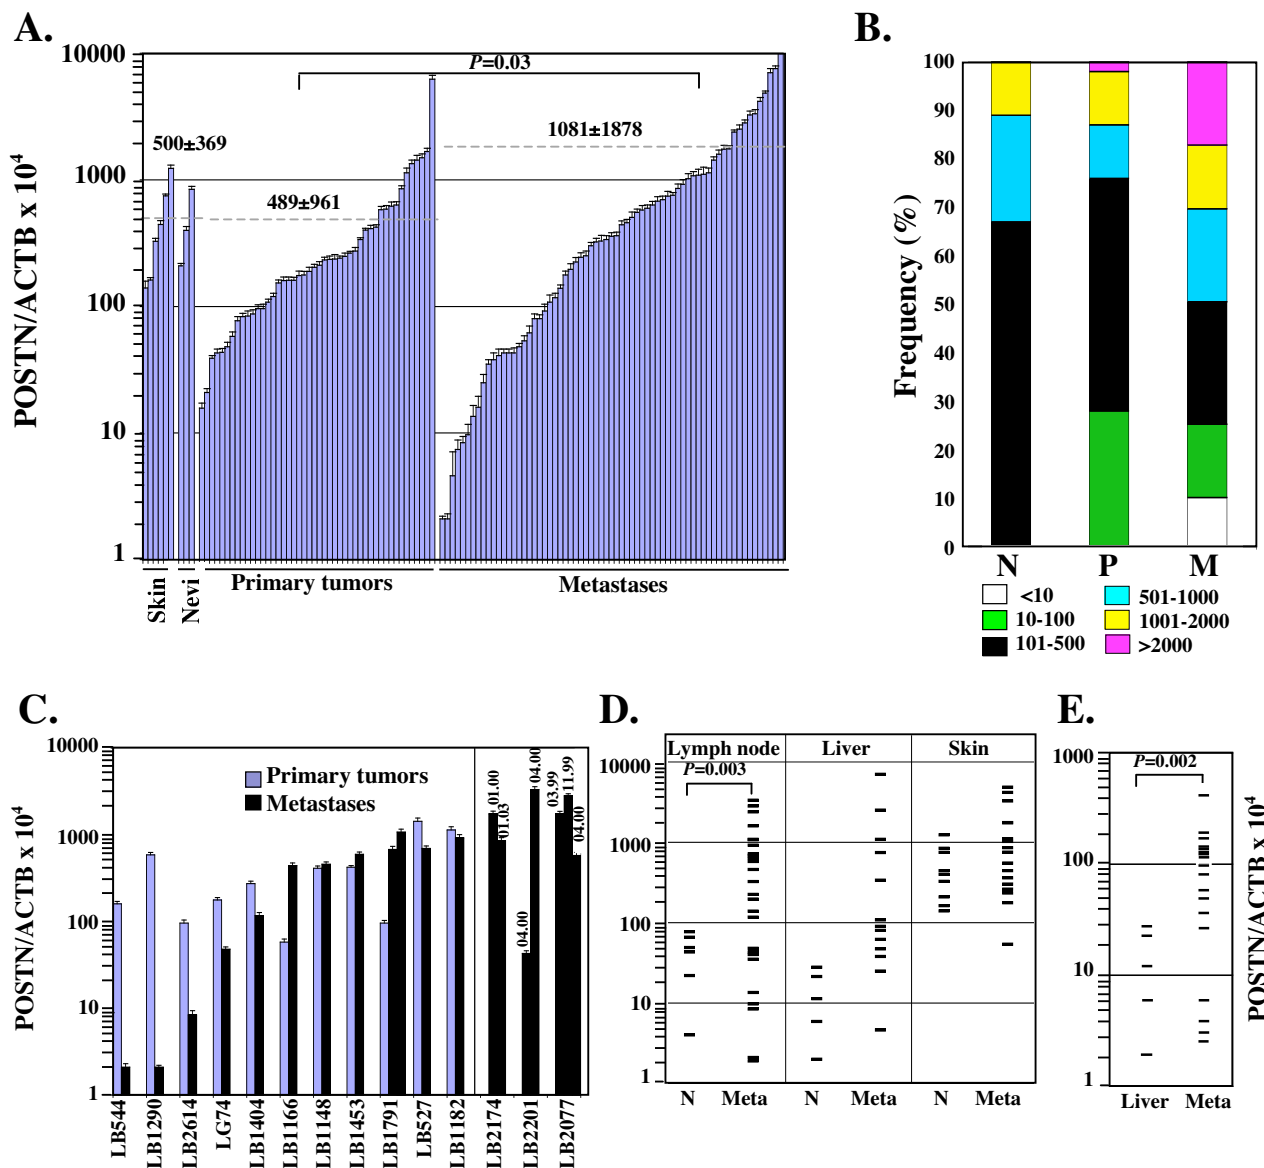 A.
POSTN/ACTB x 10⁴
10000
1000
100
10
1
P=0.03
500±369
489±961
1081±1878
Skin
Nevi
Primary tumors
Metastases
B.
Frequency (%)
100
90
80
70
60
50
40
30
20
10
0
N P M
<10
10-100
101-500
501-1000
1001-2000
>2000
C.
POSTN/ACTB x 10⁴
10000
1000
100
10
1
Primary tumors
Metastases
01.00
01.03
04.00
04.00
03.99
11.99
04.00
LB544
LB1290
LB2614
LG74
LB1404
LB1166
LB1148
LB1453
LB1791
LB527
LB1182
LB2174
LB2201
LB2077
D.
Lymph node Liver Skin
P=0.003
10000
1000
100
10
1
N Meta N Meta N Meta
E.
P=0.002
1000
100
10
1
Liver Meta
POSTN/ACTB x 10⁴